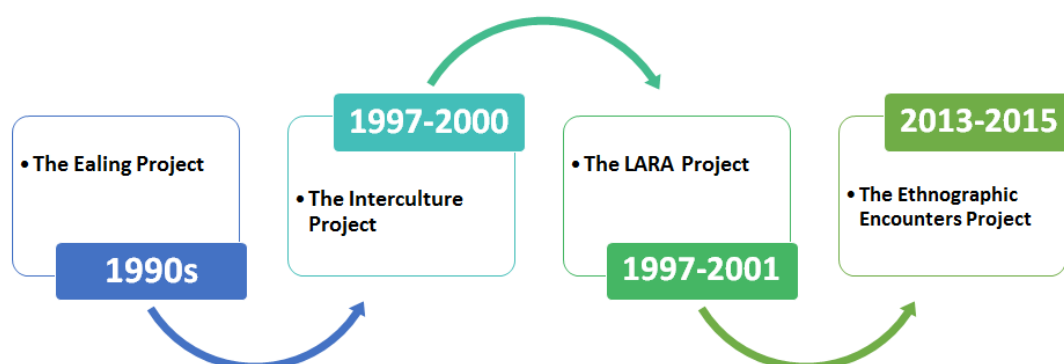 • The Ealing Project
1990s
1997-2000
• The Interculture
Project
• The LARA Project
1997-2001
2013-2015
• The Ethnographic
Encounters Project